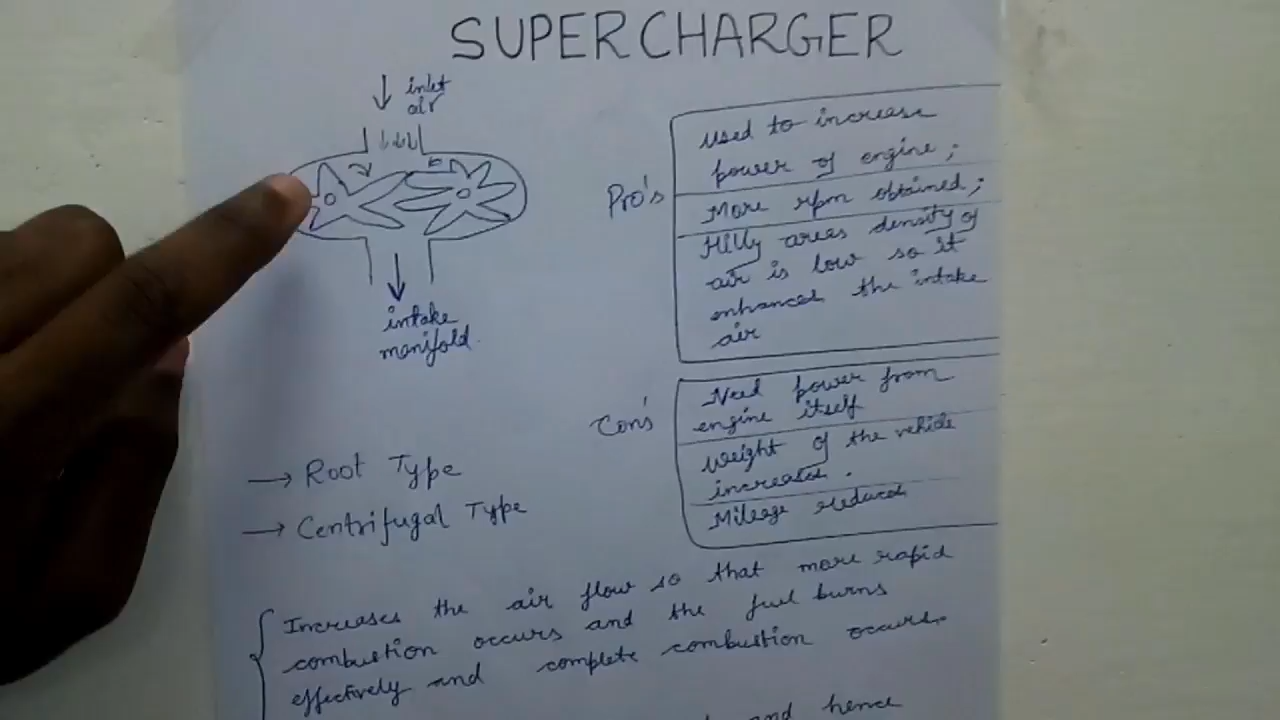 SUPERCHARGER
inlet
air
intake
manifold.
Pro's
used to increase
power of engine;
More rpm obtained;
Hilly areas density of
air is low so it
enhanced the intake
air
Con's
Need power from
engine itself
Weight of the vehicle
increased.
Mileage reduced
→ Root Type
→ Centrifugal Type
Increases the air flow so that more rapid
combustion occurs and the fuel burns
effectively and complete combustion occurs.
and hence